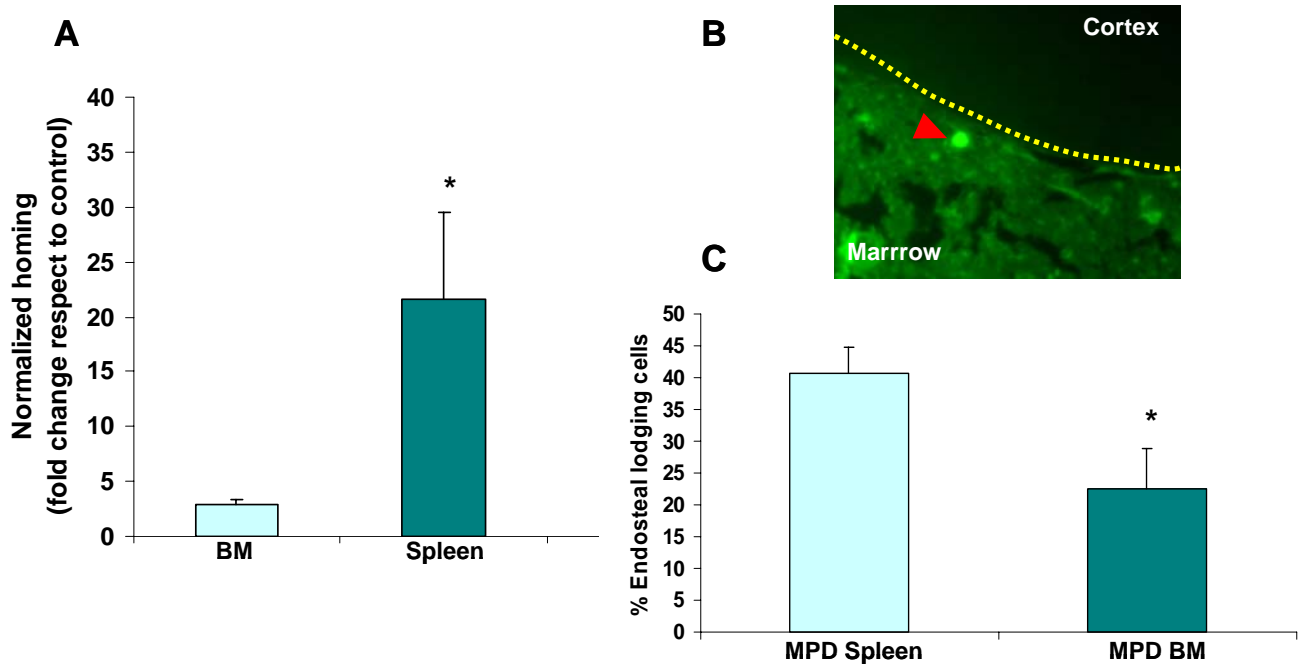 A
Normalized homing
(fold change respect to control)
40
35
30
25
20
15
10
5
0
*
BM
Spleen
B
Cortex
Marrrow
C
% Endosteal lodging cells
50
45
40
35
30
25
20
15
10
5
0
*
MPD Spleen
MPD BM